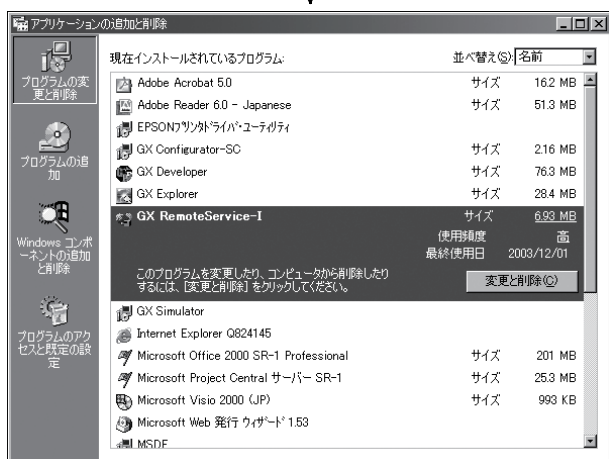 アプリケーションの追加と削除
プログラムの変
更と削除
プログラムの追
加
Windows コンポ
ーネントの追加
と削除
プログラムのアク
セスと既定の設
定
現在インストールされているプログラム:
並べ替え(S): 名前
Adobe Acrobat 5.0 サイズ 16.2 MB
Adobe Reader 6.0 - Japanese サイズ 51.3 MB
EPSONプリンタドライバ・ユーティリティ
GX Configurator-SC サイズ 2.16 MB
GX Developer サイズ 76.3 MB
GX Explorer サイズ 28.4 MB
GX RemoteService-I サイズ 6.93 MB
使用頻度 高
最終使用日 2003/12/01
このプログラムを変更したり、コンピュータから削除したり
するには、[変更と削除] をクリックしてください。
変更と削除(C)
GX Simulator
Internet Explorer Q824145
Microsoft Office 2000 SR-1 Professional サイズ 201 MB
Microsoft Project Central サーバー SR-1 サイズ 25.3 MB
Microsoft Visio 2000 (JP) サイズ 993 KB
Microsoft Web 発行 ウィザード 1.53
MSDE